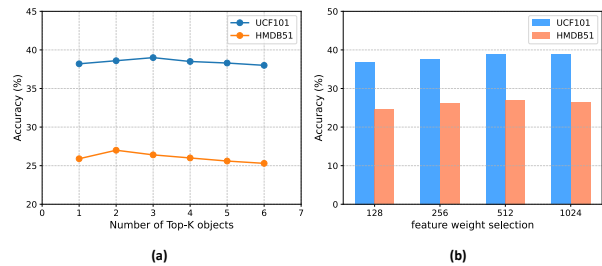 45
40
35
30
25
20
Accuracy (%)
UCF101
HMDB51
0 1 2 3 4 5 6 7
Number of Top-K objects
(a)
50
40
30
20
10
0
Accuracy (%)
UCF101
HMDB51
128 256 512 1024
feature weight selection
(b)